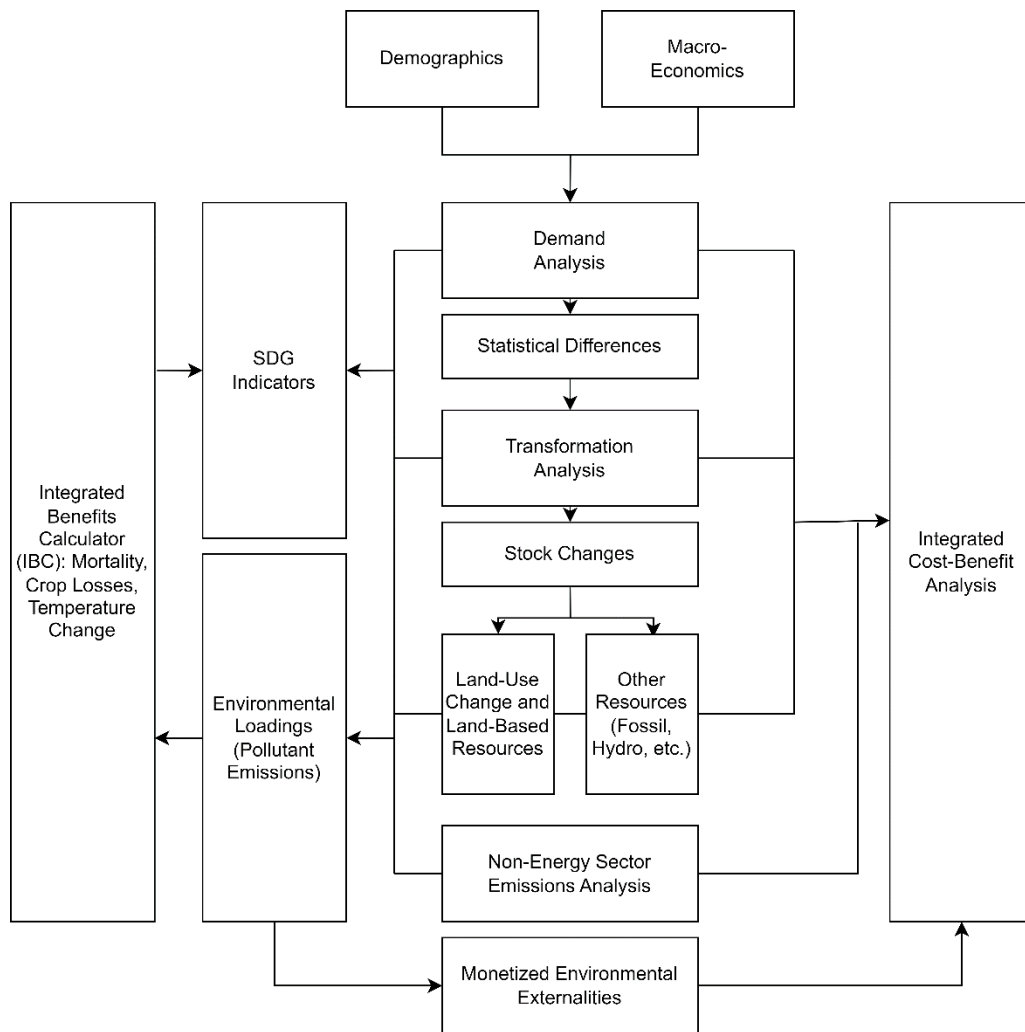 Demographics
Macro-
Economics
Demand
Analysis
Statistical Differences
SDG
Indicators
Transformation
Analysis
Integrated
Benefits
Calculator
(IBC): Mortality,
Crop Losses,
Temperature
Change
Stock Changes
Integrated
Cost-Benefit
Analysis
Environmental
Loadings
(Pollutant
Emissions)
Land-Use
Change and
Land-Based
Resources
Other
Resources
(Fossil,
Hydro, etc.)
Non-Energy Sector
Emissions Analysis
Monetized Environmental
Externalities